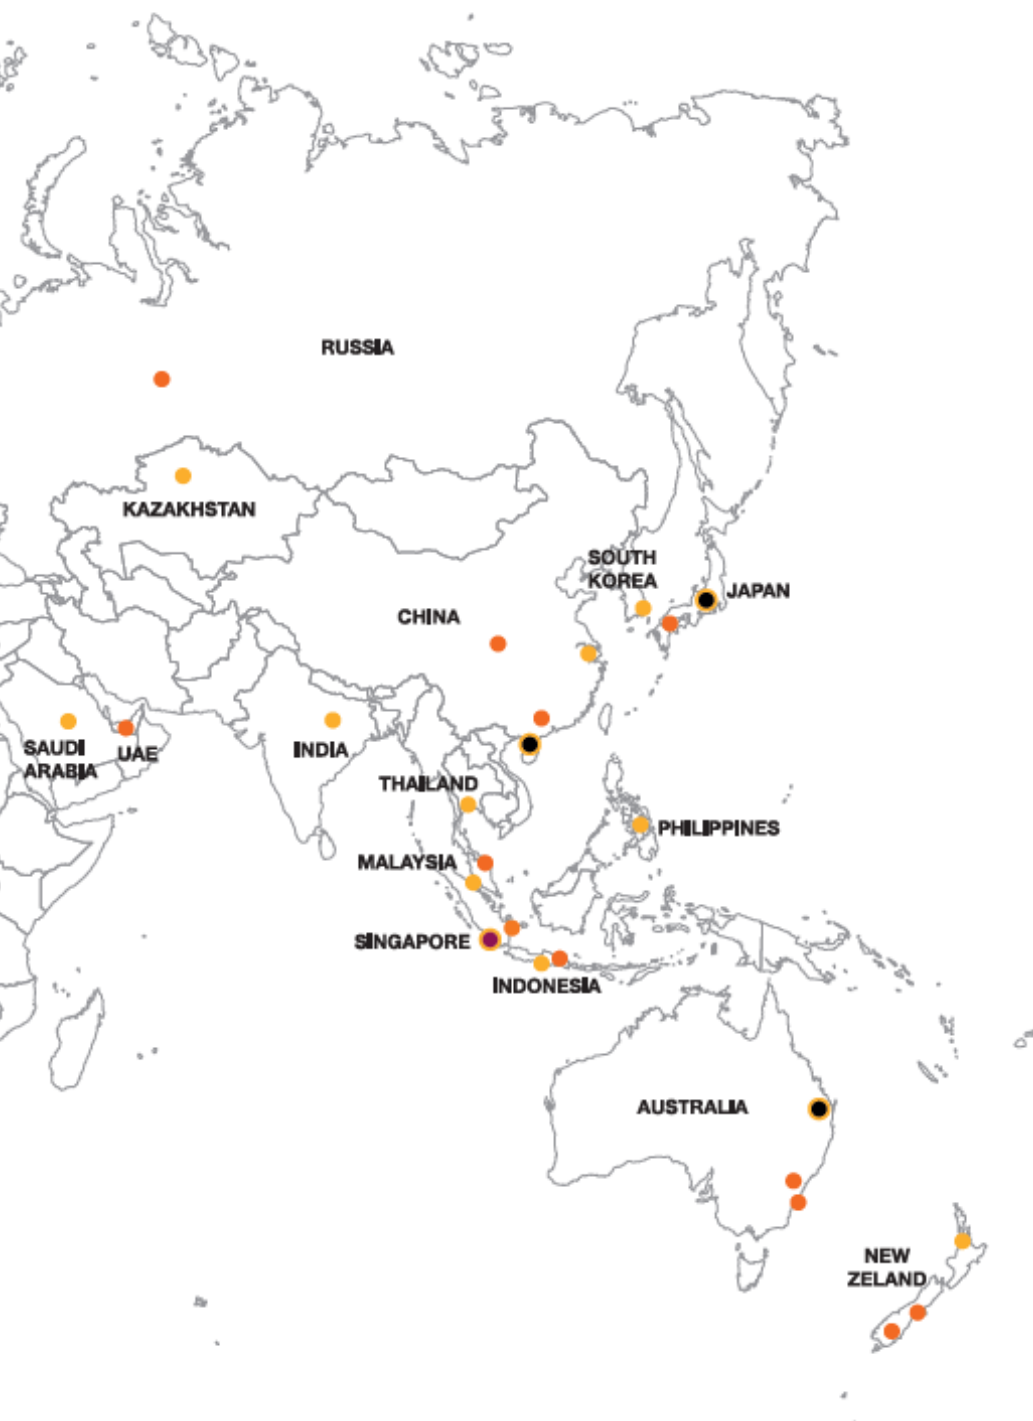 RUSSIA
KAZAKHSTAN
SOUTH
KOREA
JAPAN
CHINA
SAUDI
ARABIA
UAE
INDIA
THAILAND
PHILIPPINES
MALAYSIA
SINGAPORE
INDONESIA
AUSTRALIA
NEW
ZELAND